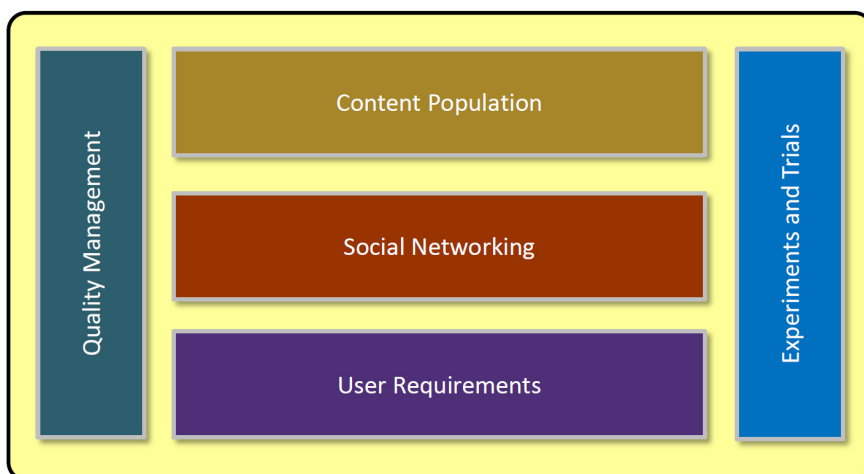 Quality Management
Content Population
Social Networking
User Requirements
Experiments and Trials